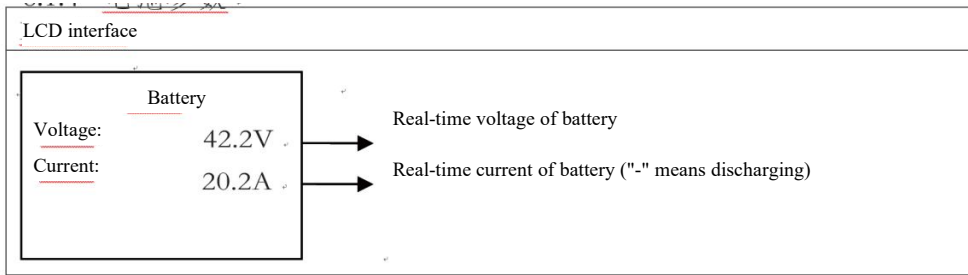 LCD interface
Battery
Voltage: 42.2V
Current: 20.2A
Real-time voltage of battery
Real-time current of battery ("-" means discharging)